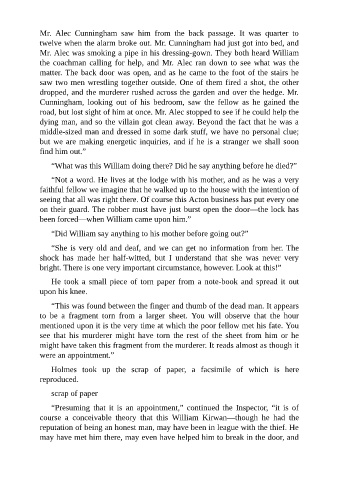 Mr. Alec Cunningham saw him from the back passage. It was quarter to
twelve when the alarm broke out. Mr. Cunningham had just got into bed, and
Mr. Alec was smoking a pipe in his dressing-gown. They both heard William
the coachman calling for help, and Mr. Alec ran down to see what was the
matter. The back door was open, and as he came to the foot of the stairs he
saw two men wrestling together outside. One of them fired a shot, the other
dropped, and the murderer rushed across the garden and over the hedge. Mr.
Cunningham, looking out of his bedroom, saw the fellow as he gained the
road, but lost sight of him at once. Mr. Alec stopped to see if he could help the
dying man, and so the villain got clean away. Beyond the fact that he was a
middle-sized man and dressed in some dark stuff, we have no personal clue;
but we are making energetic inquiries, and if he is a stranger we shall soon
find him out.”
“What was this William doing there? Did he say anything before he died?”
“Not a word. He lives at the lodge with his mother, and as he was a very
faithful fellow we imagine that he walked up to the house with the intention of
seeing that all was right there. Of course this Acton business has put every one
on their guard. The robber must have just burst open the door—the lock has
been forced—when William came upon him.”
“Did William say anything to his mother before going out?”
“She is very old and deaf, and we can get no information from her. The
shock has made her half-witted, but I understand that she was never very
bright. There is one very important circumstance, however. Look at this!”
He took a small piece of torn paper from a note-book and spread it out
upon his knee.
“This was found between the finger and thumb of the dead man. It appears
to be a fragment torn from a larger sheet. You will observe that the hour
mentioned upon it is the very time at which the poor fellow met his fate. You
see that his murderer might have torn the rest of the sheet from him or he
might have taken this fragment from the murderer. It reads almost as though it
were an appointment.”
Holmes took up the scrap of paper, a facsimile of which is here
reproduced.
scrap of paper
“Presuming that it is an appointment,” continued the Inspector, “it is of
course a conceivable theory that this William Kirwan—though he had the
reputation of being an honest man, may have been in league with the thief. He
may have met him there, may even have helped him to break in the door, and